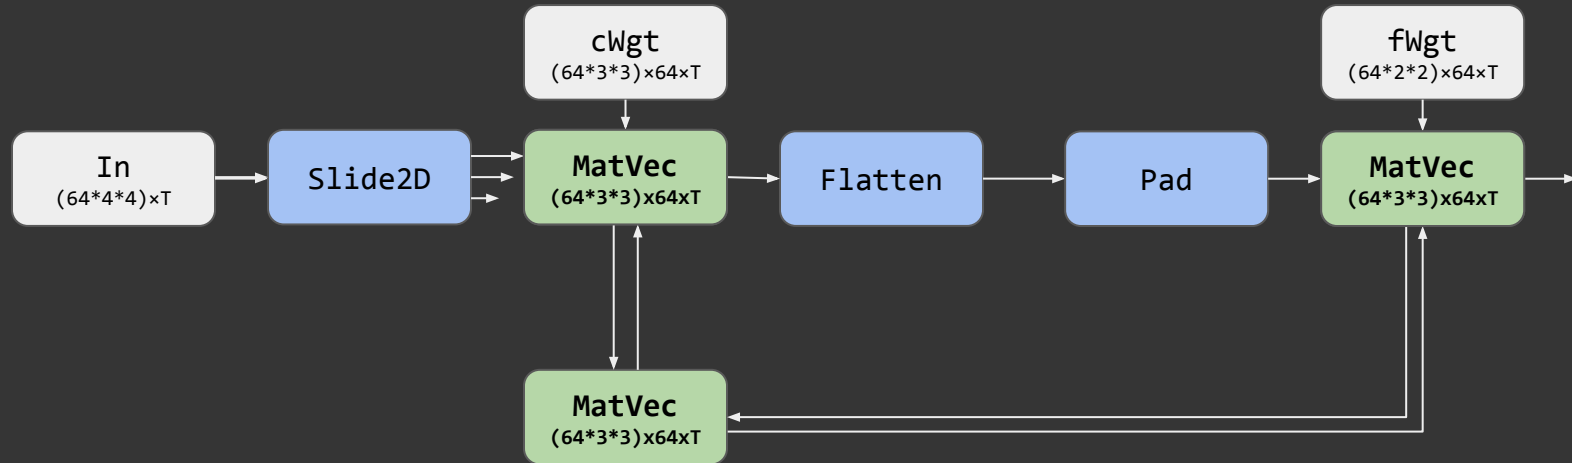 cWgt
(64*3*3)×64×T
fWgt
(64*2*2)×64×T
In
(64*4*4)×T
Slide2D
MatVec
(64*3*3)x64xT
Flatten
Pad
MatVec
(64*3*3)x64xT
MatVec
(64*3*3)x64xT